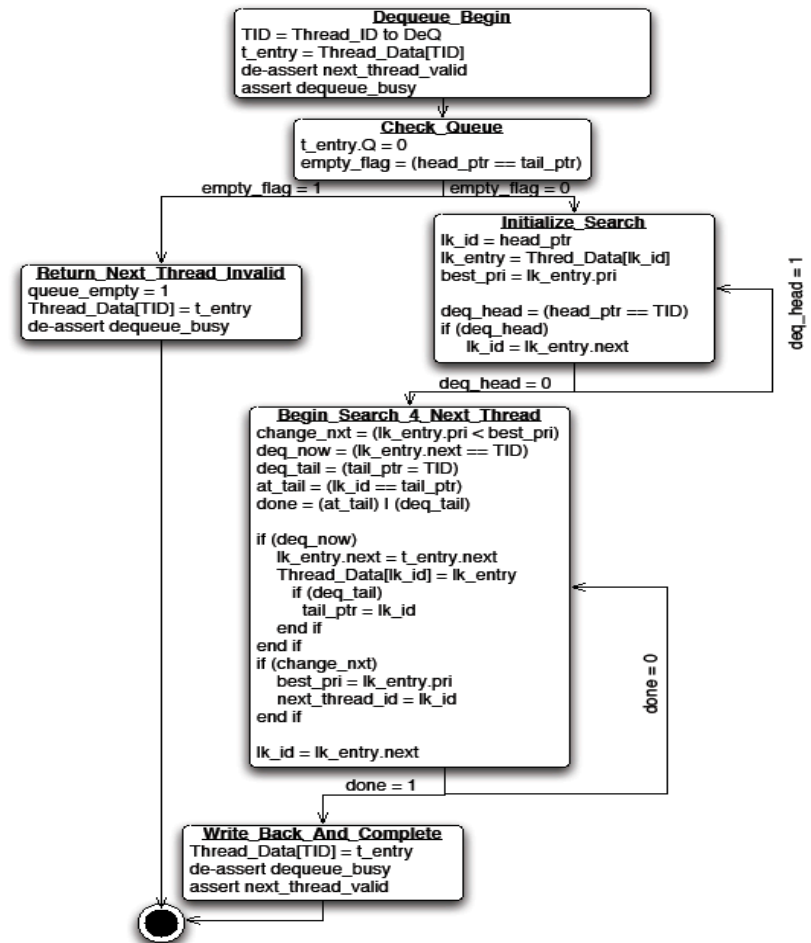 Dequeue_Begin
TID = Thread_ID to DeQ
t_entry = Thread_Data[TID]
de-assert next_thread_valid
assert dequeue_busy
Check_Queue
t_entry.Q = 0
empty_flag = (head_ptr == tail_ptr)
empty_flag = 1
empty_flag = 0
Initialize_Search
lk_id = head_ptr
lk_entry = Thred_Data[lk_id]
best_pri = lk_entry.pri
deq_head = (head_ptr == TID)
if (deq_head)
lk_id = lk_entry.next
deq_head = 1
Return_Next_Thread_Invalid
queue_empty = 1
Thread_Data[TID] = t_entry
de-assert dequeue_busy
deq_head = 0
Begin_Search_4_Next_Thread
change_nxt = (lk_entry.pri < best_pri)
deq_now = (lk_entry.next == TID)
deq_tail = (tail_ptr = TID)
at_tail = (lk_id == tail_ptr)
done = (at_tail) | (deq_tail)
if (deq_now)
lk_entry.next = t_entry.next
Thread_Data[lk_id] = lk_entry
if (deq_tail)
tail_ptr = lk_id
end if
end if
if (change_nxt)
best_pri = lk_entry.pri
next_thread_id = lk_id
end if
lk_id = lk_entry.next
done = 0
done = 1
Write_Back_And_Complete
Thread_Data[TID] = t_entry
de-assert dequeue_busy
assert next_thread_valid